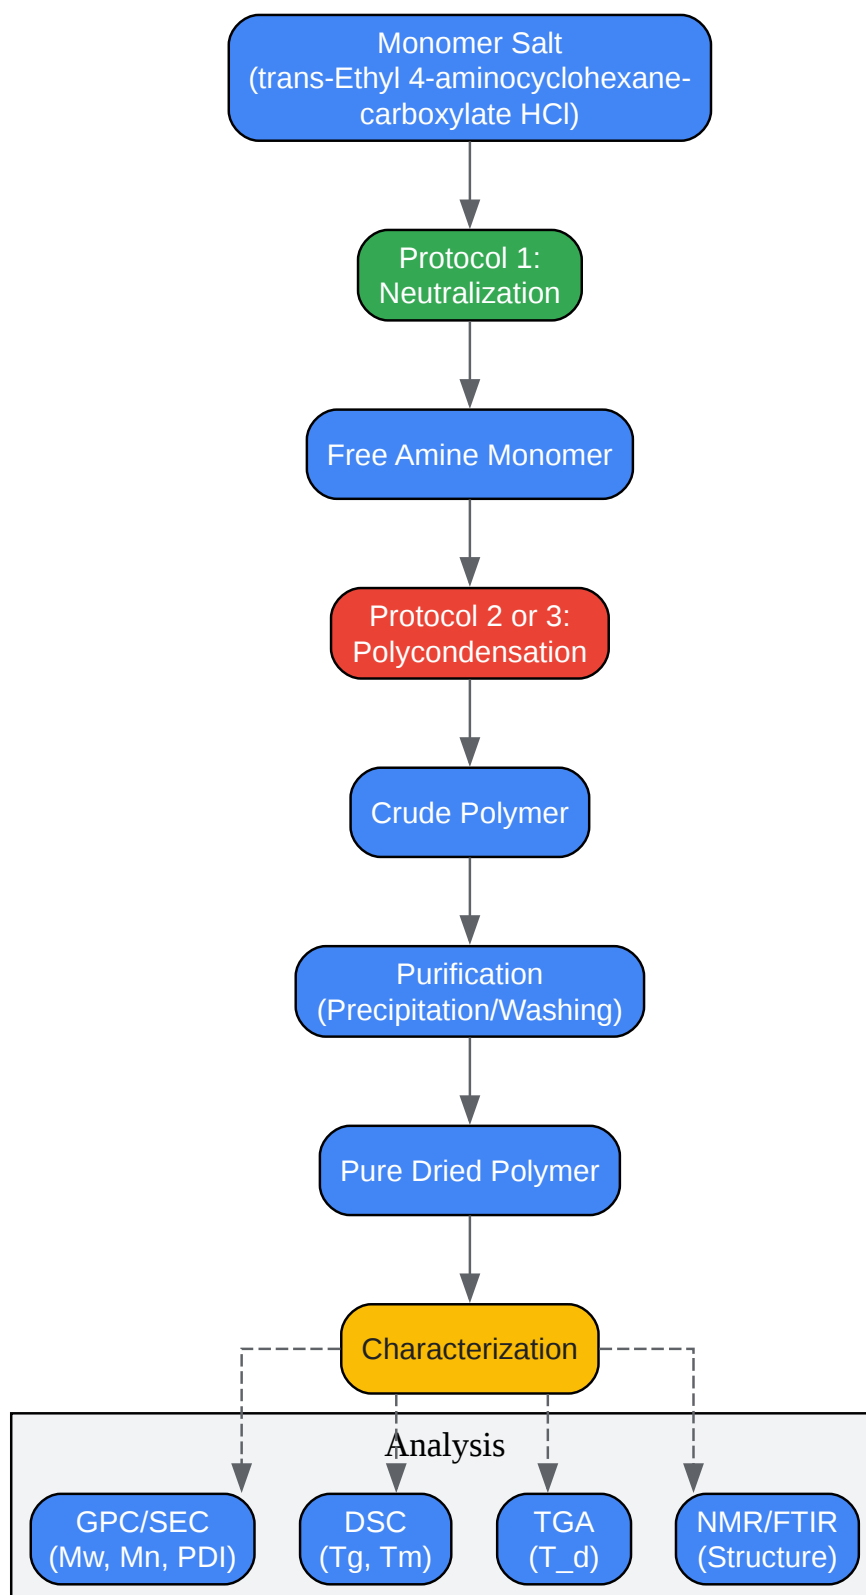 Monomer Salt
(trans-Ethyl 4-aminocyclohexane-
carboxylate HCl)
Protocol 1:
Neutralization
Free Amine Monomer
Protocol 2 or 3:
Polycondensation
Crude Polymer
Purification
(Precipitation/Washing)
Pure Dried Polymer
Characterization
Analysis
GPC/SEC
(Mw, Mn, PDI)
DSC
(Tg, Tm)
TGA
(T_d)
NMR/FTIR
(Structure)